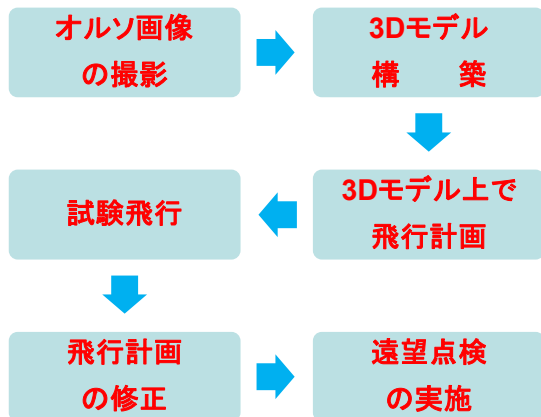 オルソ画像
の撮影
3Dモデル
構　　築
3Dモデル上で
飛行計画
試験飛行
飛行計画
の修正
遠望点検
の実施